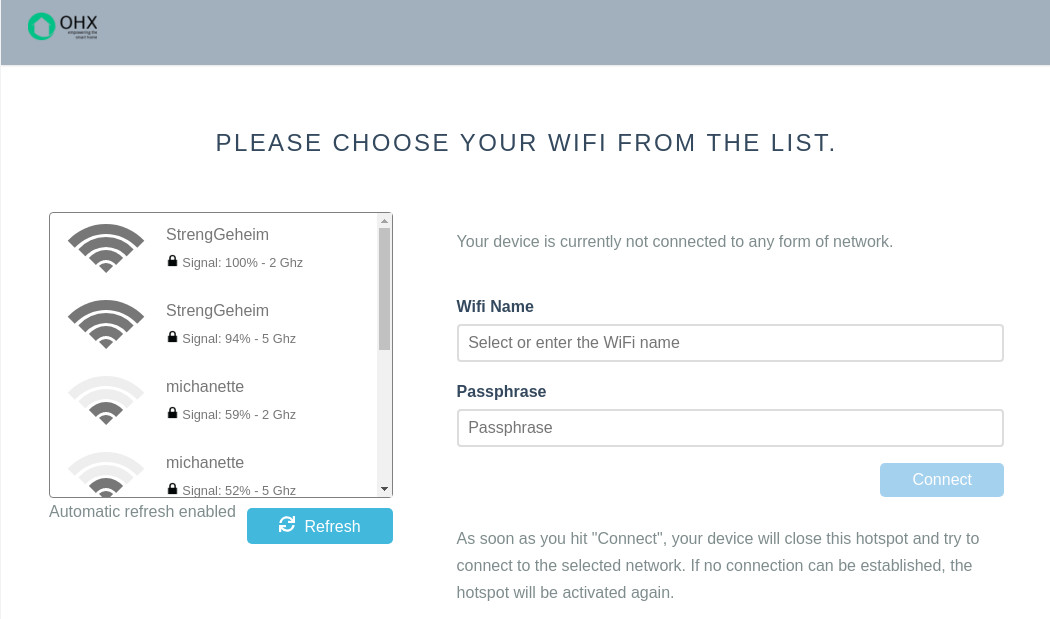 OHX
empowering the
smart home
PLEASE CHOOSE YOUR WIFI FROM THE LIST.
StrengGeheim
Signal: 100% - 2 Ghz
StrengGeheim
Signal: 94% - 5 Ghz
michanette
Signal: 59% - 2 Ghz
michanette
Signal: 52% - 5 Ghz
Automatic refresh enabled
Refresh
Your device is currently not connected to any form of network.
Wifi Name
Select or enter the WiFi name
Passphrase
Passphrase
Connect
As soon as you hit "Connect", your device will close this hotspot and try to
connect to the selected network. If no connection can be established, the
hotspot will be activated again.